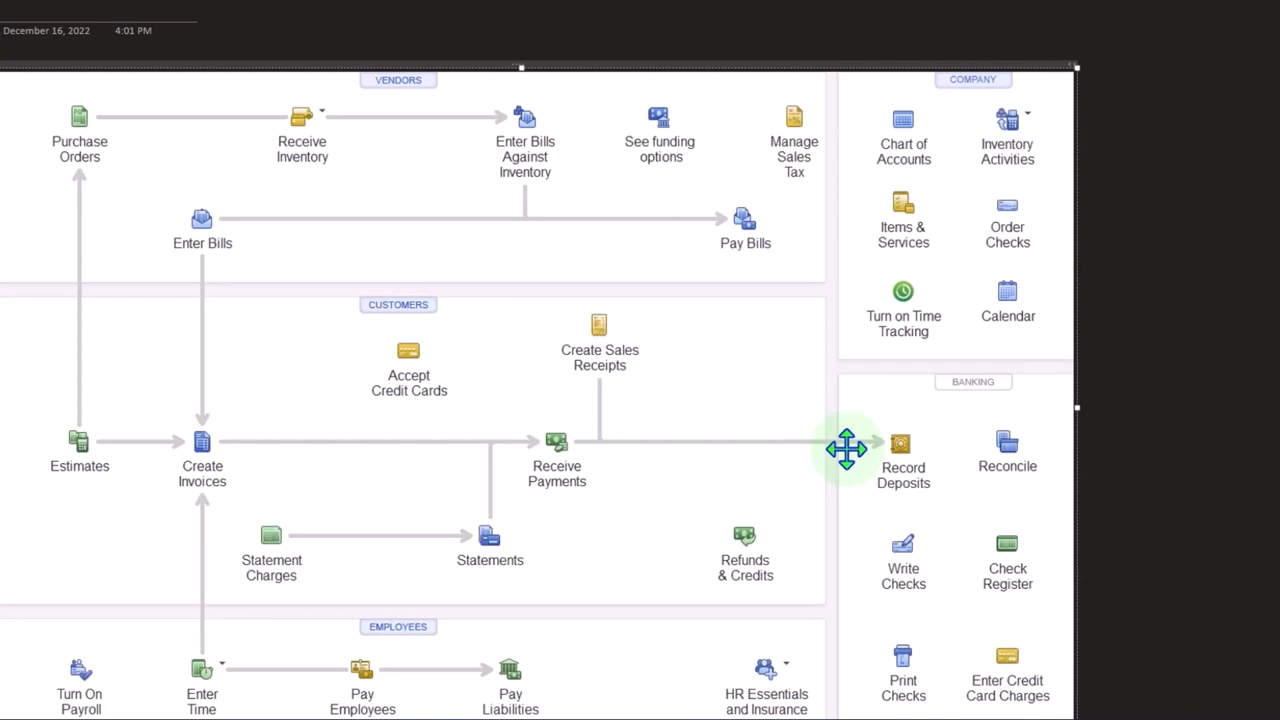 December 16, 2022 4:01 PM
VENDORS
Purchase
Orders
Receive
Inventory
Enter Bills
Against
Inventory
See funding
options
Manage
Sales
Tax
Enter Bills
Pay Bills
COMPANY
Chart of
Accounts
Inventory
Activities
Items &
Services
Order
Checks
Turn on Time
Tracking
Calendar
CUSTOMERS
Accept
Credit Cards
Create Sales
Receipts
Estimates
Create
Invoices
Receive
Payments
Statement
Charges
Statements
Refunds
& Credits
BANKING
Record
Deposits
Reconcile
Write
Checks
Check
Register
Print
Checks
Enter Credit
Card Charges
EMPLOYEES
Turn On
Payroll
Enter
Time
Pay
Employees
Pay
Liabilities
HR Essentials
and Insurance